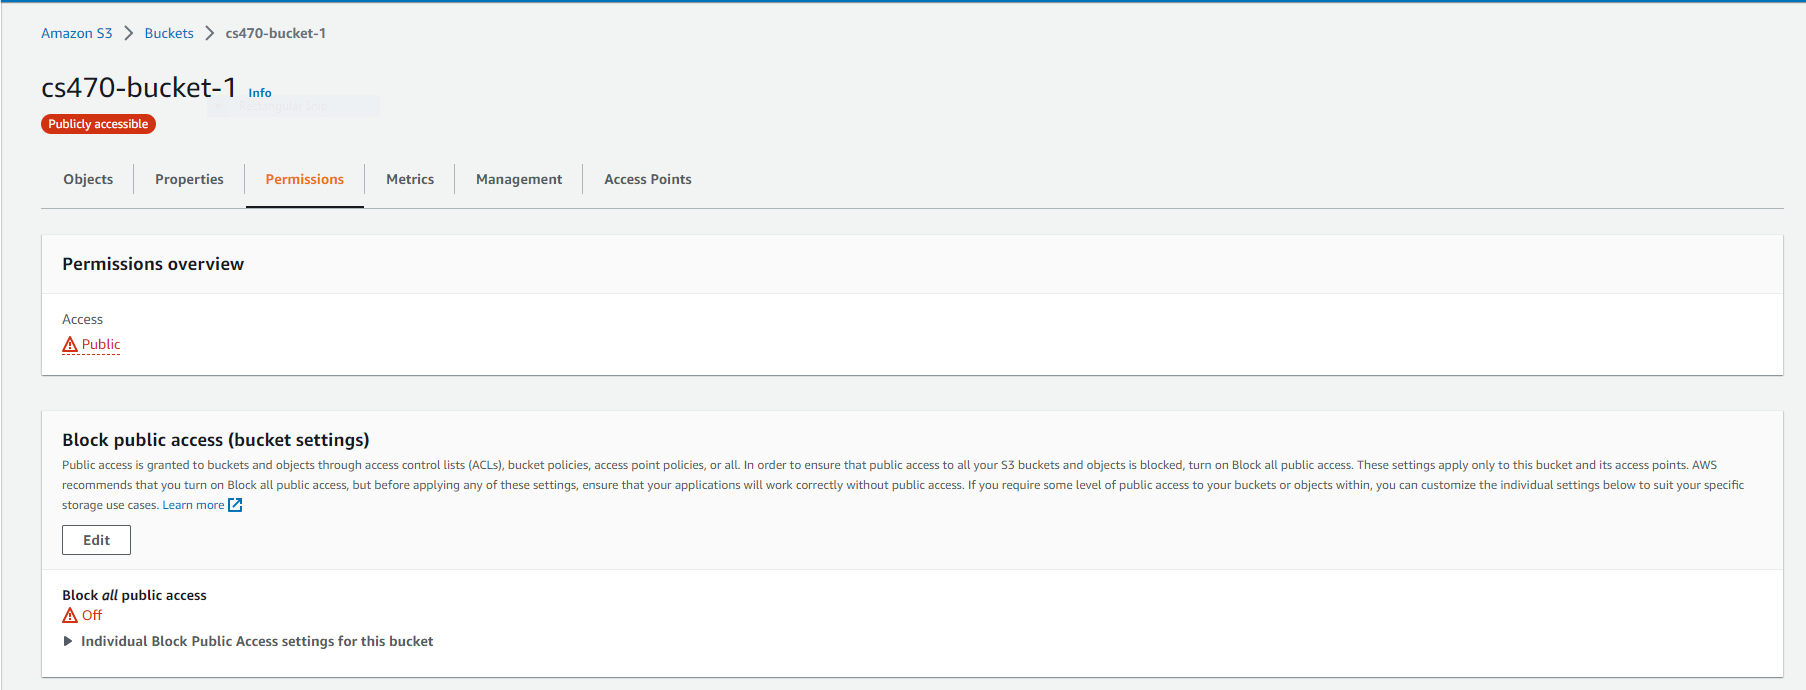 Amazon S3 > Buckets > cs470-bucket-1
cs470-bucket-1 Info
Publicly accessible
Objects Properties Permissions Metrics Management Access Points
Permissions overview
Access
Public
Block public access (bucket settings)
Public access is granted to buckets and objects through access control lists (ACLs), bucket policies, access point policies, or all. In order to ensure that public access to all your S3 buckets and objects is blocked, turn on Block all public access. These settings apply only to this bucket and its access points. AWS
recommends that you turn on Block all public access, but before applying any of these settings, ensure that your applications will work correctly without public access. If you require some level of public access to your buckets or objects within, you can customize the individual settings below to suit your specific
storage use cases. Learn more
Edit
Block all public access
Off
Individual Block Public Access settings for this bucket